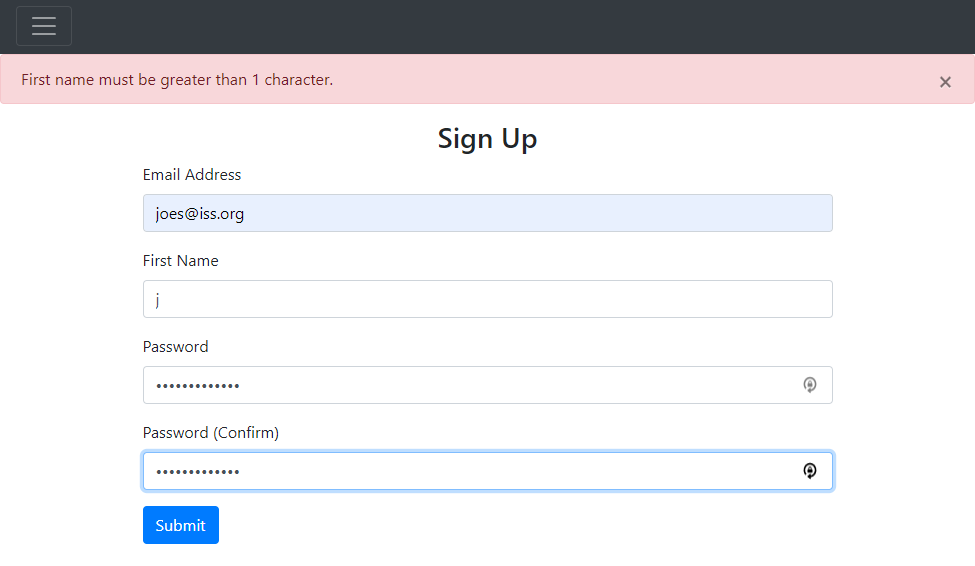 First name must be greater than 1 character.
×
Sign Up
Email Address
joes@iss.org
First Name
j
Password
•••••••••••••
Password (Confirm)
•••••••••••••
Submit